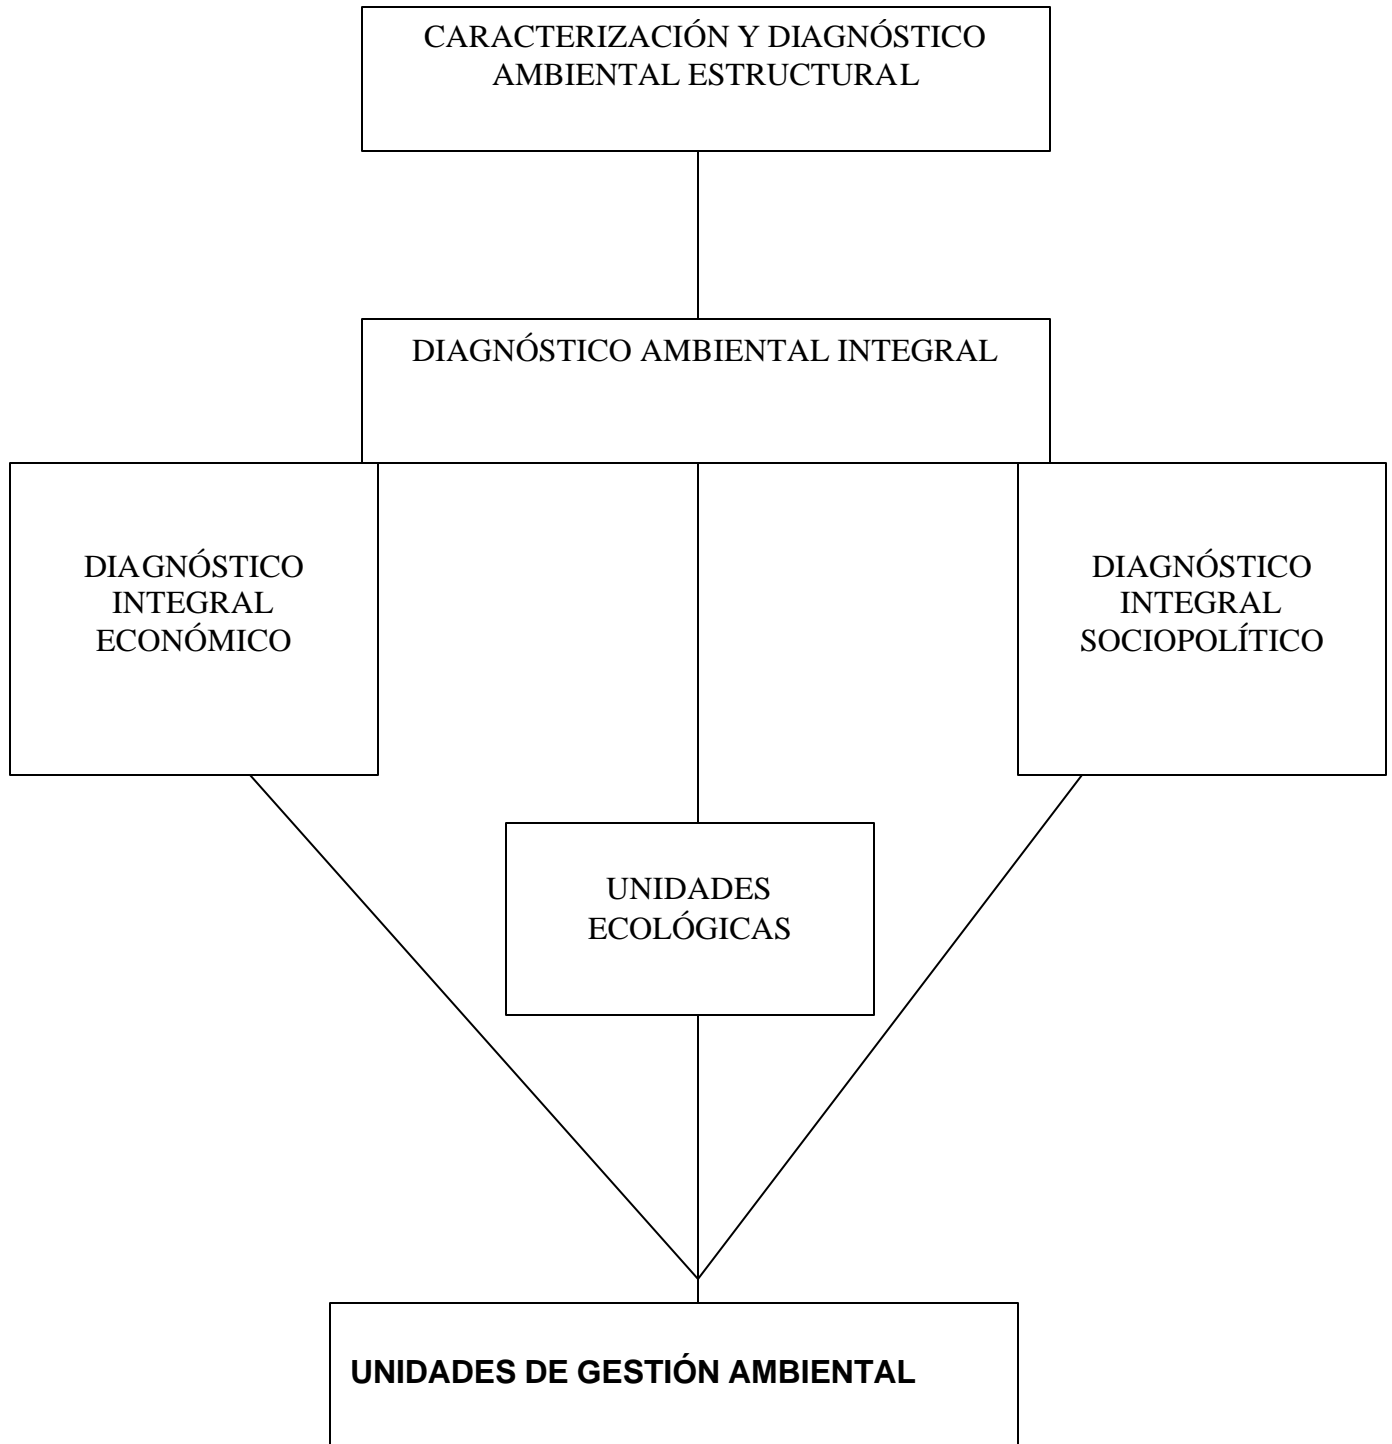 CARACTERIZACIÓN Y DIAGNÓSTICO
AMBIENTAL ESTRUCTURAL
DIAGNÓSTICO AMBIENTAL INTEGRAL
DIAGNÓSTICO
INTEGRAL
ECONÓMICO
DIAGNÓSTICO
INTEGRAL
SOCIOPOLÍTICO
UNIDADES
ECOLÓGICAS
UNIDADES DE GESTIÓN AMBIENTAL